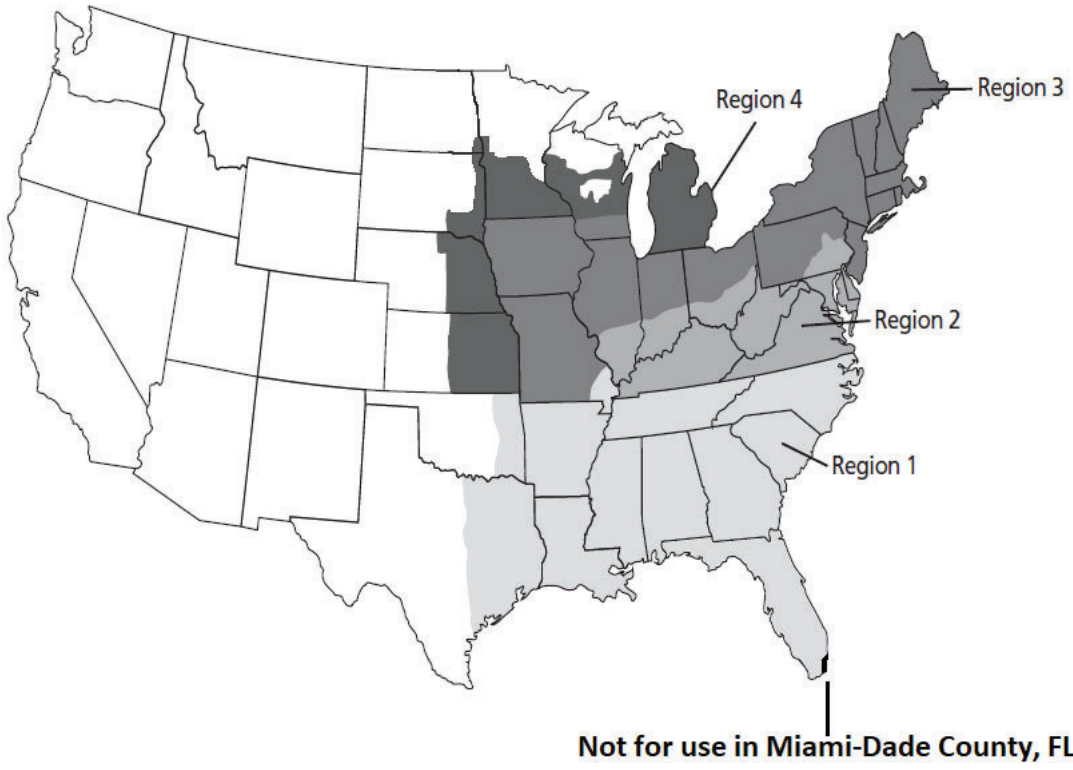 Region 3
Region 4
Region 2
Region 1
Not for use in Miami-Dade County, FL